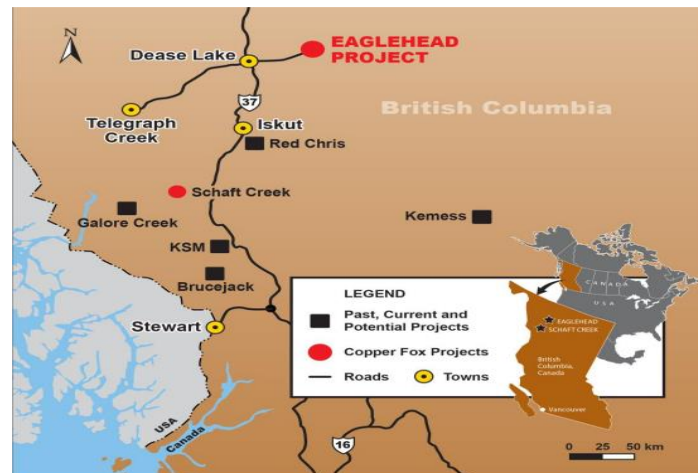 N
Dease Lake
EAGLEHEAD
PROJECT
37
British Columbia
Telegraph
Creek
Iskut
Red Chris
Schaft Creek
Galore Creek
Kemess
KSM
Brucejack
Stewart
USA
Canada
16
LEGEND
Past, Current and
Potential Projects
Copper Fox Projects
Roads
Towns
CANADA
USA
EAGLEHEAD
SCHAFT CREEK
British
Columbia,
Canada
Vancouver
0 25 50 km